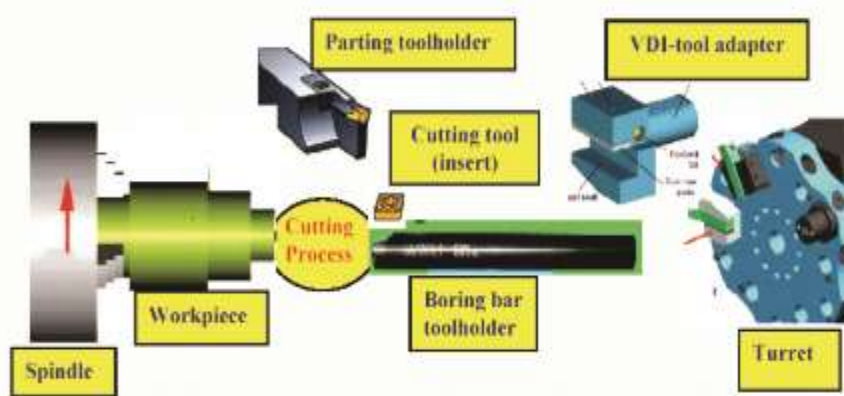 Parting toolholder
VDI-tool adapter
Cutting tool
(insert)
Cutting
Process
Workpiece
Boring bar
toolholder
Spindle
Turret